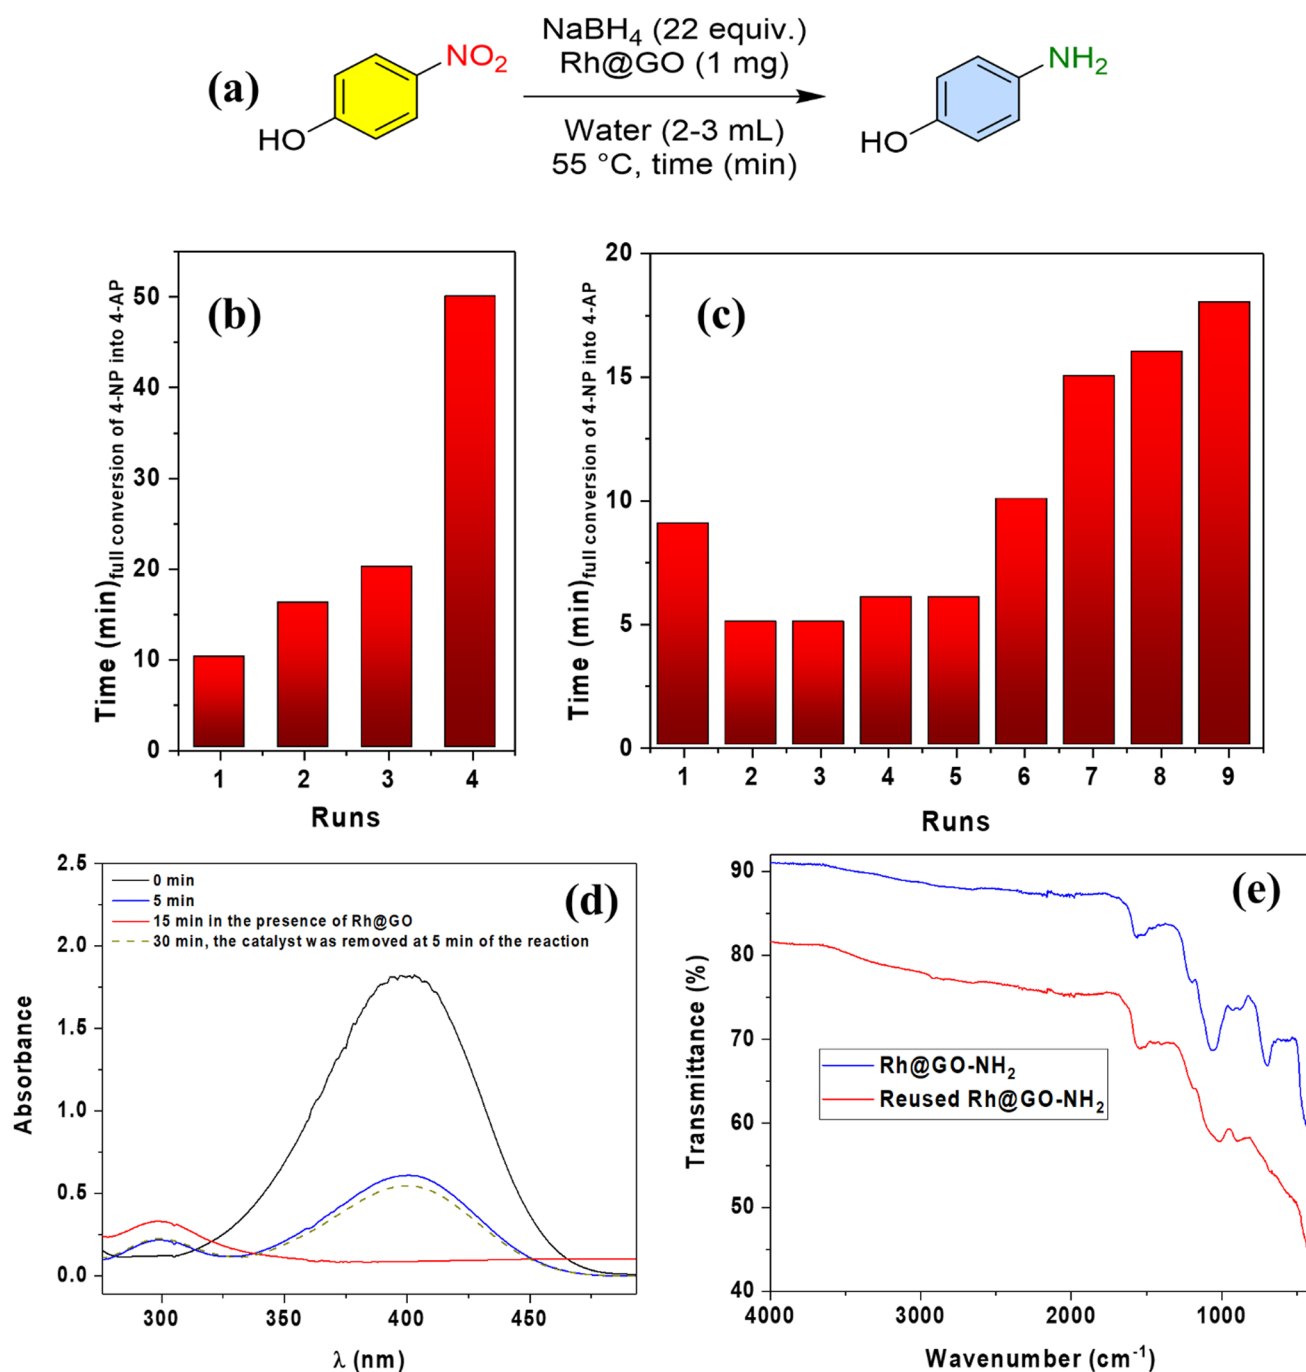 (a)
NO2
HO
NaBH4 (22 equiv.)
Rh@GO (1 mg)
Water (2-3 mL)
55 °C, time (min)
NH2
HO
(b)
Time (min)full conversion of 4-NP into 4-AP
50
40
30
20
10
0
1 2 3 4
Runs
(c)
Time (min)full conversion of 4-NP into 4-AP
20
15
10
5
0
1 2 3 4 5 6 7 8 9
Runs
(d)
0 min
5 min
15 min in the presence of Rh@GO
30 min, the catalyst was removed at 5 min of the reaction
Absorbance
2.5
2.0
1.5
1.0
0.5
0.0
300 350 400 450
λ (nm)
(e)
Transmittance (%)
90
80
70
60
50
40
Rh@GO-NH2
Reused Rh@GO-NH2
4000 3000 2000 1000
Wavenumber (cm-1)